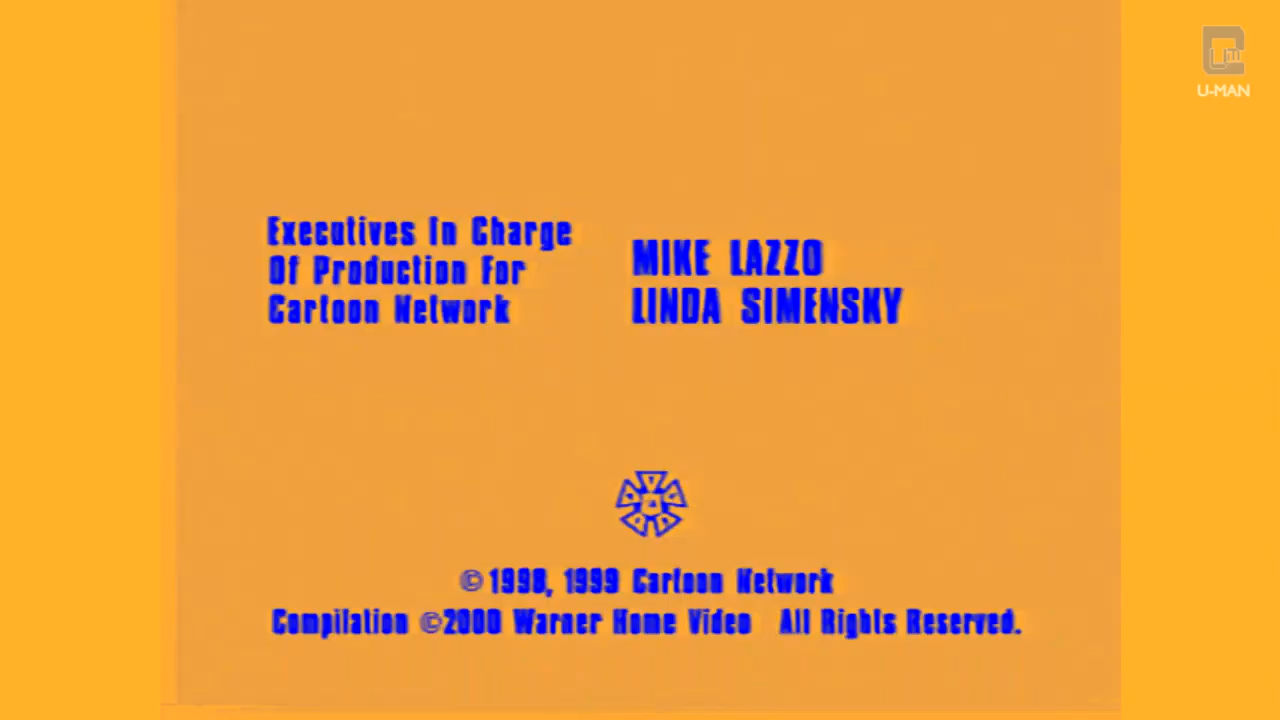 U-MAN
Executives In Charge
Of Production For
Cartoon Network
MIKE LAZZO
LINDA SIMENSKY
© 1998, 1999 Cartoon Network
Compilation ©2000 Warner Home Video All Rights Reserved.